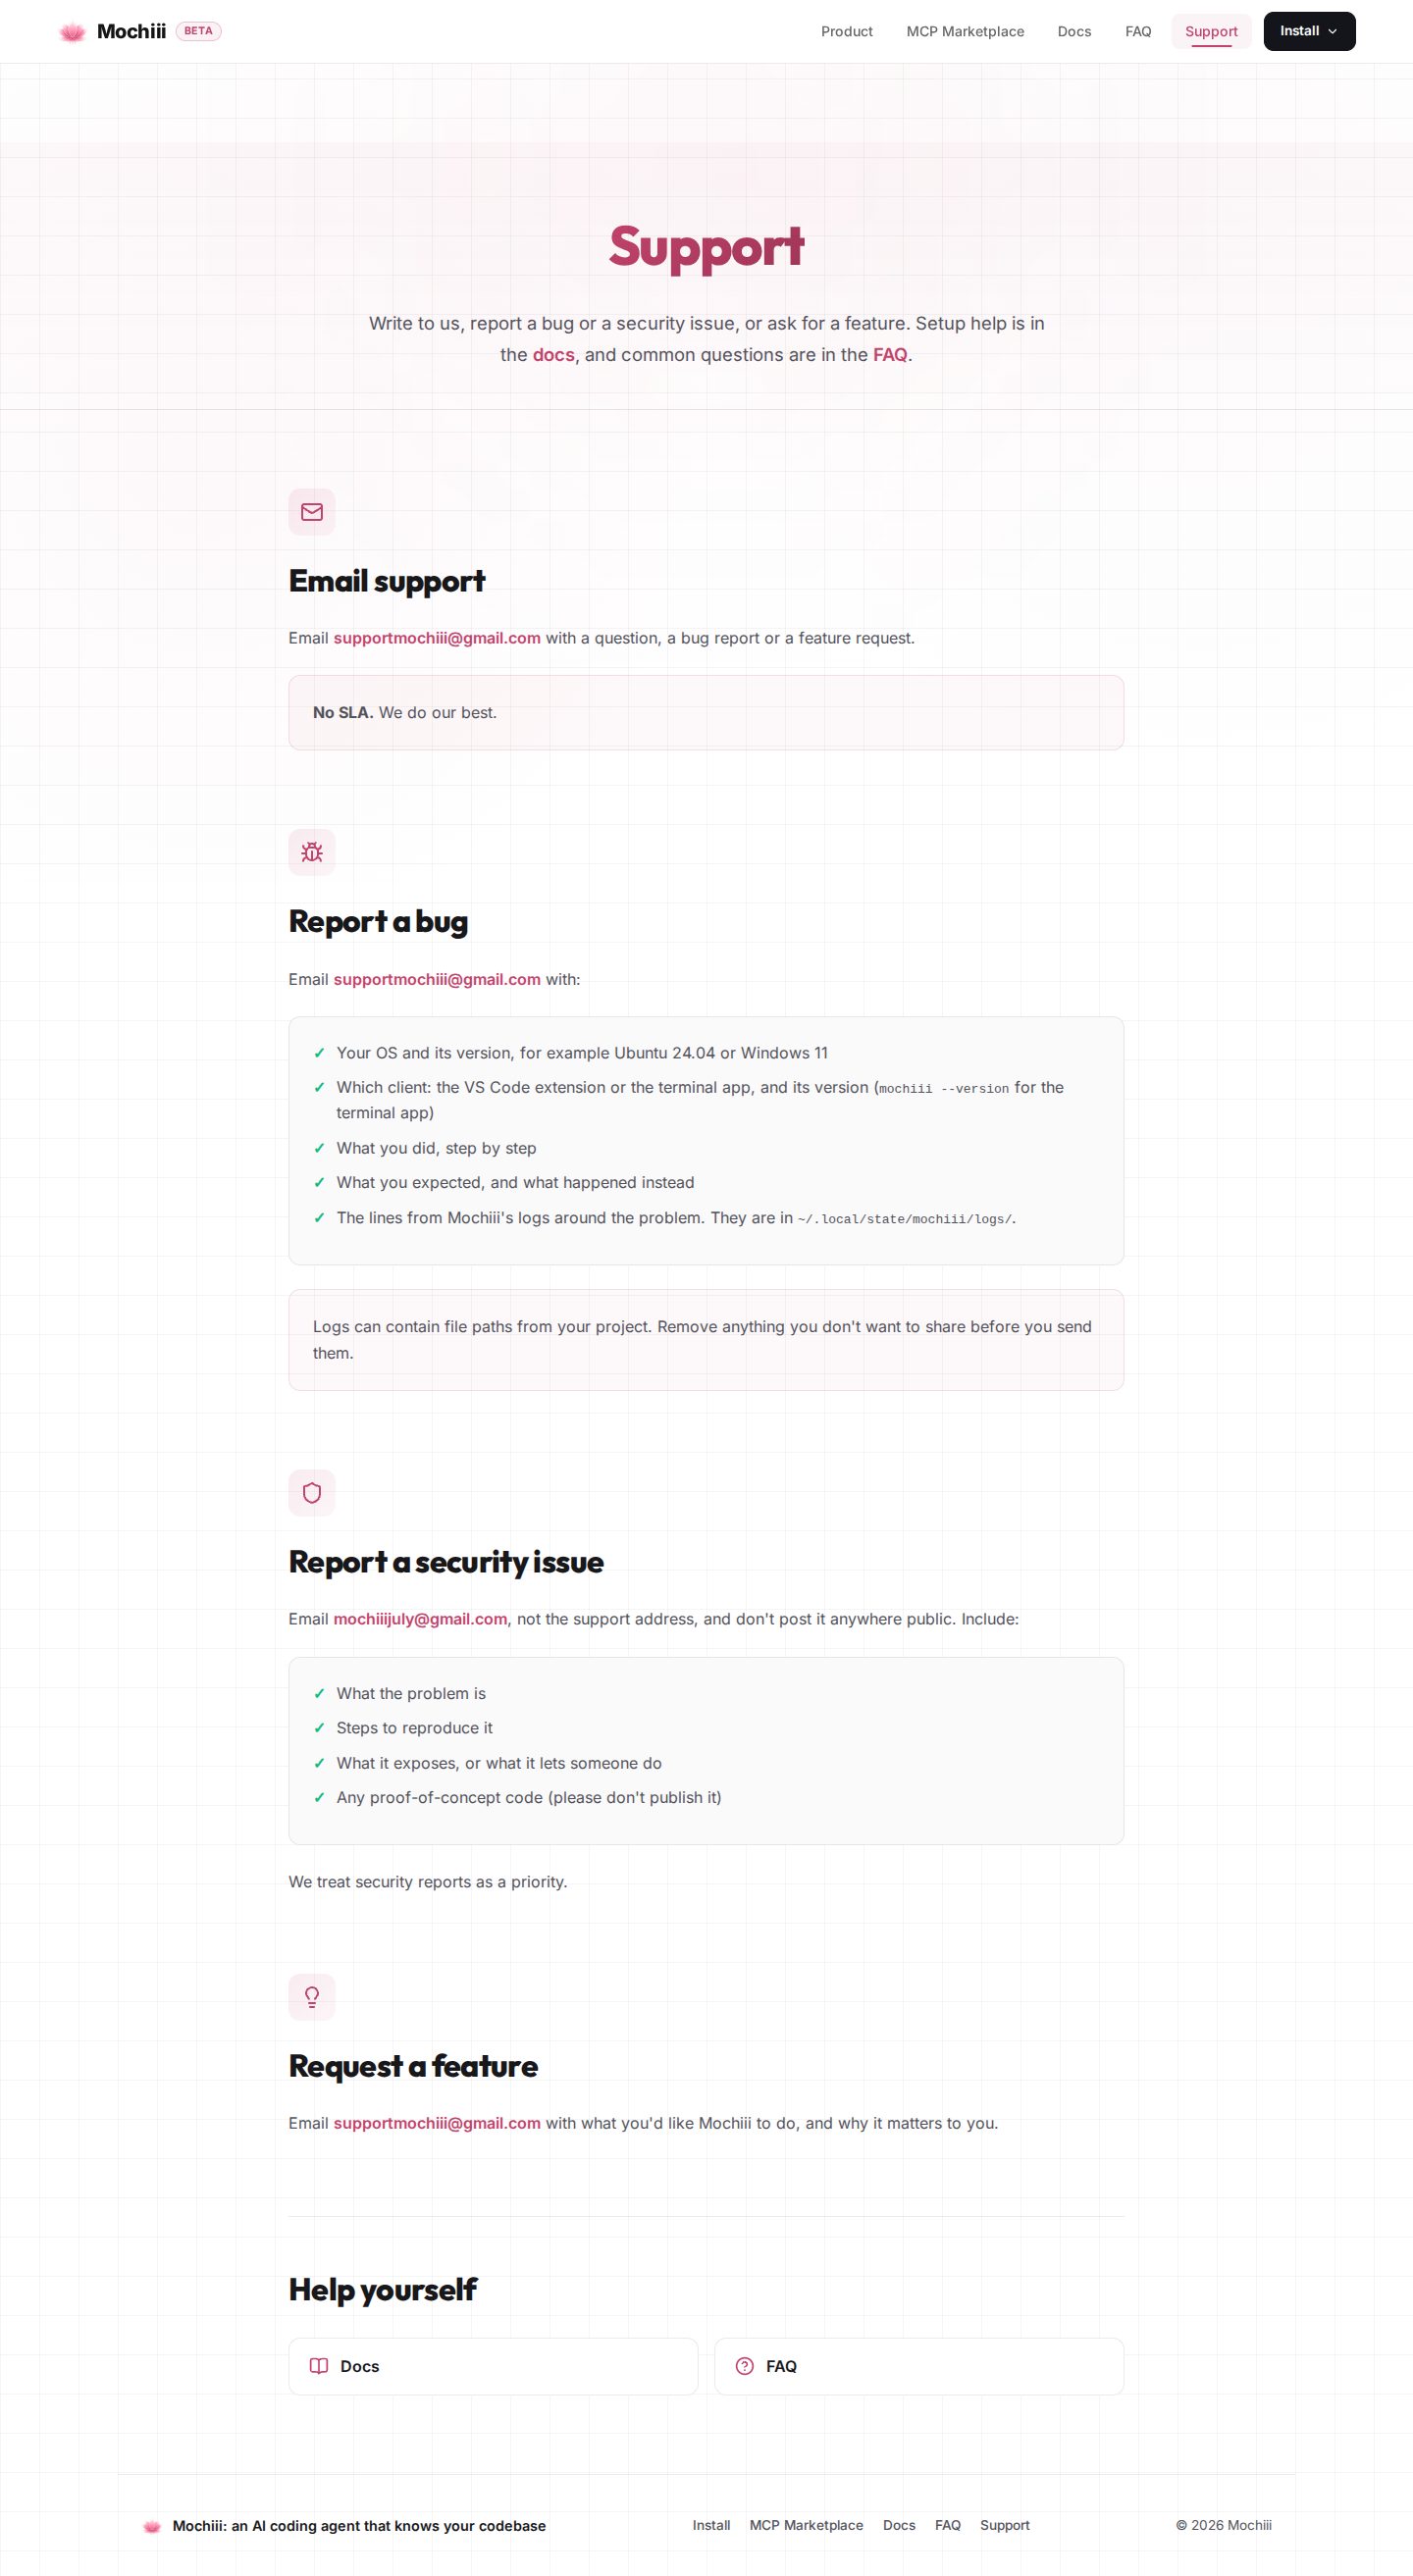 Mochiii BETA
Product MCP Marketplace Docs FAQ Support Install
Support
Write to us, report a bug or a security issue, or ask for a feature. Setup help is in
the docs, and common questions are in the FAQ.
Email support
Email supportmochiii@gmail.com with a question, a bug report or a feature request.
No SLA. We do our best.
Report a bug
Email supportmochiii@gmail.com with:
✓ Your OS and its version, for example Ubuntu 24.04 or Windows 11
✓ Which client: the VS Code extension or the terminal app, and its version (mochiii --version for the
terminal app)
✓ What you did, step by step
✓ What you expected, and what happened instead
✓ The lines from Mochiii's logs around the problem. They are in ~/.local/state/mochiii/logs/.
Logs can contain file paths from your project. Remove anything you don't want to share before you send
them.
Report a security issue
Email mochiiijuly@gmail.com, not the support address, and don't post it anywhere public. Include:
✓ What the problem is
✓ Steps to reproduce it
✓ What it exposes, or what it lets someone do
✓ Any proof-of-concept code (please don't publish it)
We treat security reports as a priority.
Request a feature
Email supportmochiii@gmail.com with what you'd like Mochiii to do, and why it matters to you.
Help yourself
Docs FAQ
Mochiii: an AI coding agent that knows your codebase Install MCP Marketplace Docs FAQ Support © 2026 Mochiii